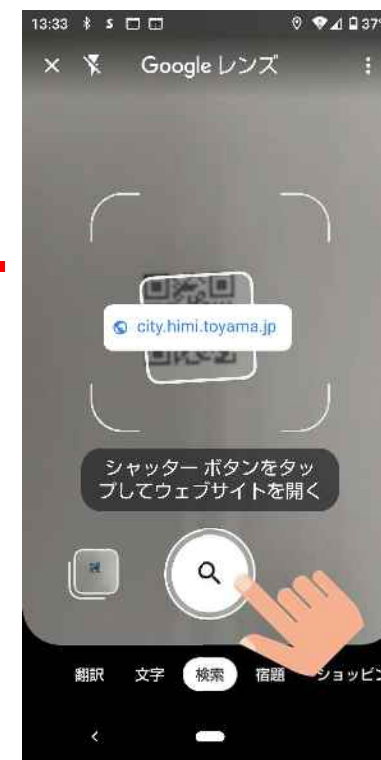 13:33 S 37%
Google レンズ
city.himi.toyama.jp
シャッター ボタンをタッ
プしてウェブサイトを開く
翻訳 文字 検索 宿題 ショッピン